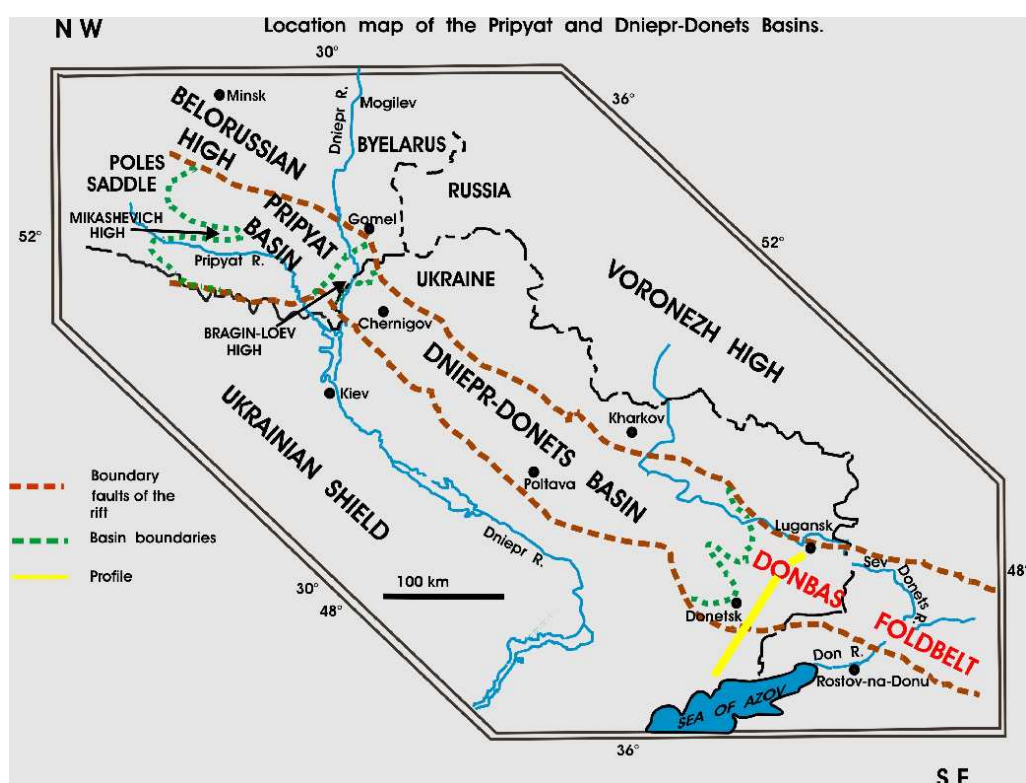 N W
Location map of the Pripyat and Dniepr-Donets Basins.
30°
36°
Minsk
Mogilev
Dniepr R.
BELORUSSIAN
HIGH
BYELARUS
RUSSIA
POLES
SADDLE
PRIPYAT
BASIN
MIKASHEVICH
HIGH
Gomel
52°
52°
Pripyat R.
UKRAINE
VORONEZH HIGH
Chernigov
BRAGIN-LOEV
HIGH
DNIEPR-DONETS BASIN
Kiev
UKRAINIAN SHIELD
Kharkov
Poltava
Boundary
faults of the
rift
Basin boundaries
Profile
Lugansk
Dniepr R.
DONBAS
Sev Donets R.
48°
30°
48°
100 km
Donetsk
FOLDBELT
Don R.
Rostov-na-Donu
SEA OF AZOV
36°
S E